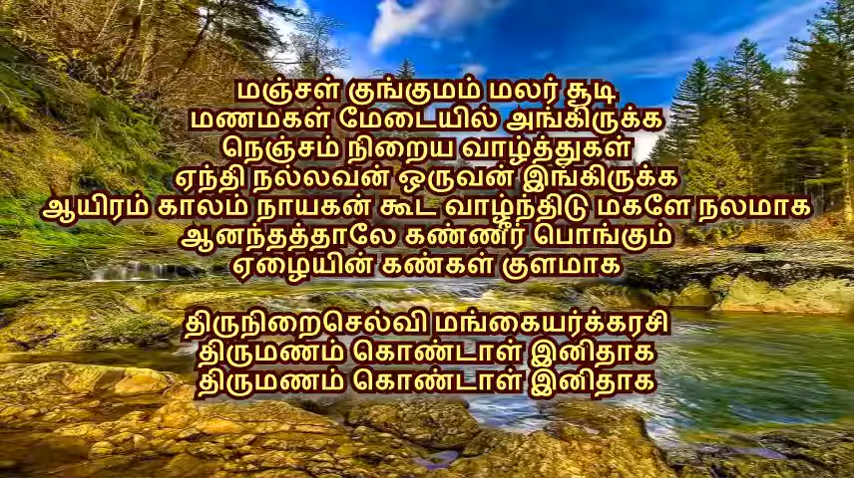 மஞ்சள் குங்குமம் மலர் சூடி
மணமகள் மேடையில் அங்கிருக்க
நெஞ்சம் நிறைய வாழ்த்துகள்
ஏந்தி நல்லவன் ஒருவன் இங்கிருக்க
ஆயிரம் காலம் நாயகன் கூட வாழ்ந்திடு மகளே நலமாக
ஆனந்தத்தாலே கண்ணீர் பொங்கும்
ஏழையின் கண்கள் குளமாக
திருநிறைசெல்வி மங்கையர்க்கரசி
திருமணம் கொண்டாள் இனிதாக
திருமணம் கொண்டாள் இனிதாக